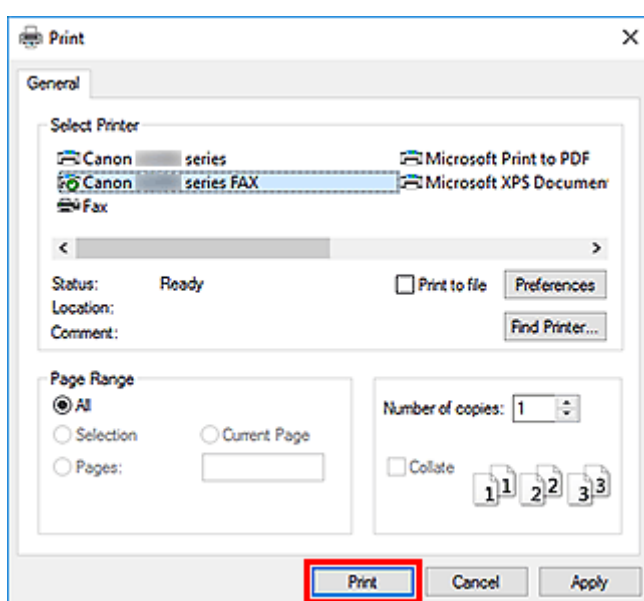 Print
General
Select Printer
Canon series
Microsoft Print to PDF
Canon series FAX
Microsoft XPS Documen
Fax
Status: Ready
Print to file
Preferences
Location:
Find Printer...
Comment:
Page Range
All
Number of copies: 1
Selection
Current Page
Pages:
Collate
1 1 2 2 3 3
Print
Cancel
Apply